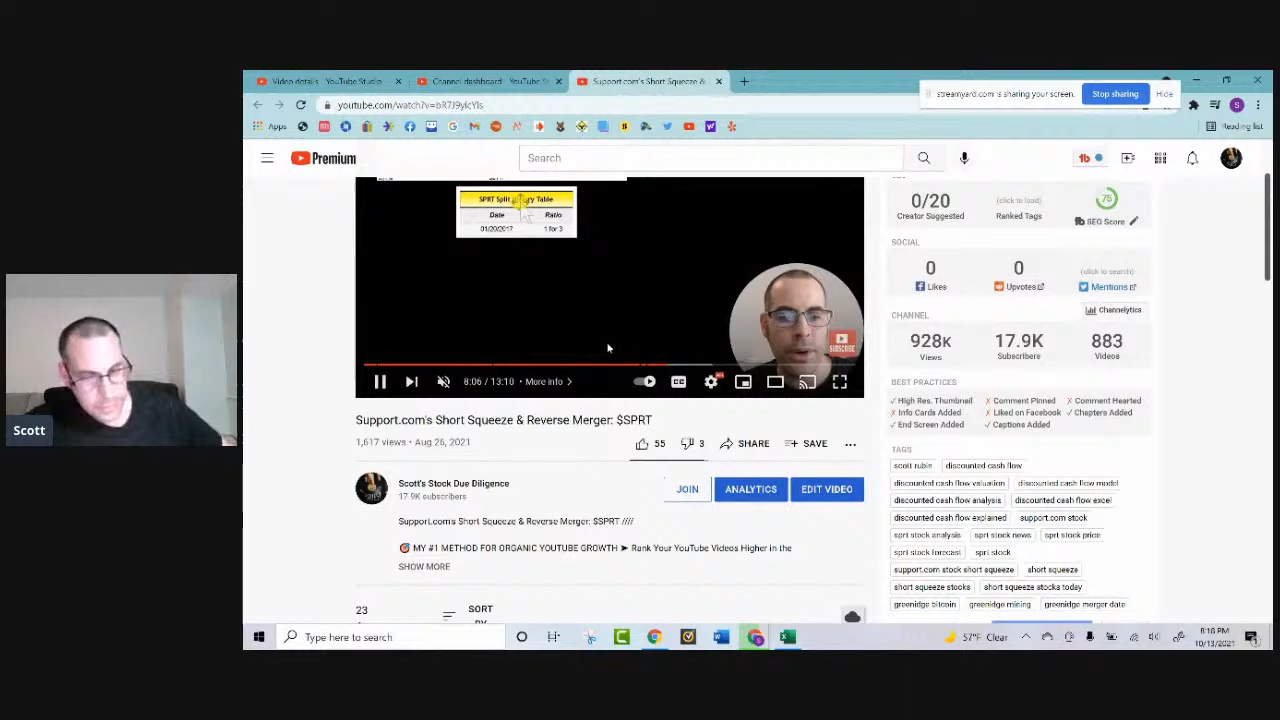 Video details - YouTube Studio
Channel dashboard - YouTube S
Support.com's Short Squeeze &
streamyard.com is sharing your screen.
Stop sharing
Hide
Apps
Reading list
Premium
Search
SPRT Split
ry Table
Date Ratio
01/20/2017 1 for 3
8:06 / 13:10 • More info
SUBSCRIBE
Support.com's Short Squeeze & Reverse Merger: $SPRT
1,617 views • Aug 26, 2021
55
3
SHARE
SAVE
Scott's Stock Due Diligence
17.9K subscribers
JOIN
ANALYTICS
EDIT VIDEO
Support.com's Short Squeeze & Reverse Merger: $SPRT ////
MY #1 METHOD FOR ORGANIC YOUTUBE GROWTH ➤ Rank Your YouTube Videos Higher in the
SHOW MORE
23
SORT
BY
0/20
Creator Suggested
(click to load)
Ranked Tags
75
SEO Score
SOCIAL
0
Likes
0
Upvotes
(click to search)
Mentions
CHANNEL
Channelytics
928K
Views
17.9K
Subscribers
883
Videos
BEST PRACTICES
✓ High Res. Thumbnail ✗ Comment Pinned ✗ Comment Hearted
✗ Info Cards Added ✗ Liked on Facebook ✓ Chapters Added
✓ End Screen Added ✓ Captions Added
TAGS
scott rubin discounted cash flow
discounted cash flow valuation discounted cash flow model
discounted cash flow analysis discounted cash flow excel
discounted cash flow explained support.com stock
sprt stock analysis sprt stock news sprt stock price
sprt stock forecast sprt stock
support.com stock short squeeze short squeeze
short squeeze stocks short squeeze stocks today
greenidge bitcoin greenidge mining greenidge merger date
Scott
Type here to search
57°F Clear
8:18 PM
10/13/2021